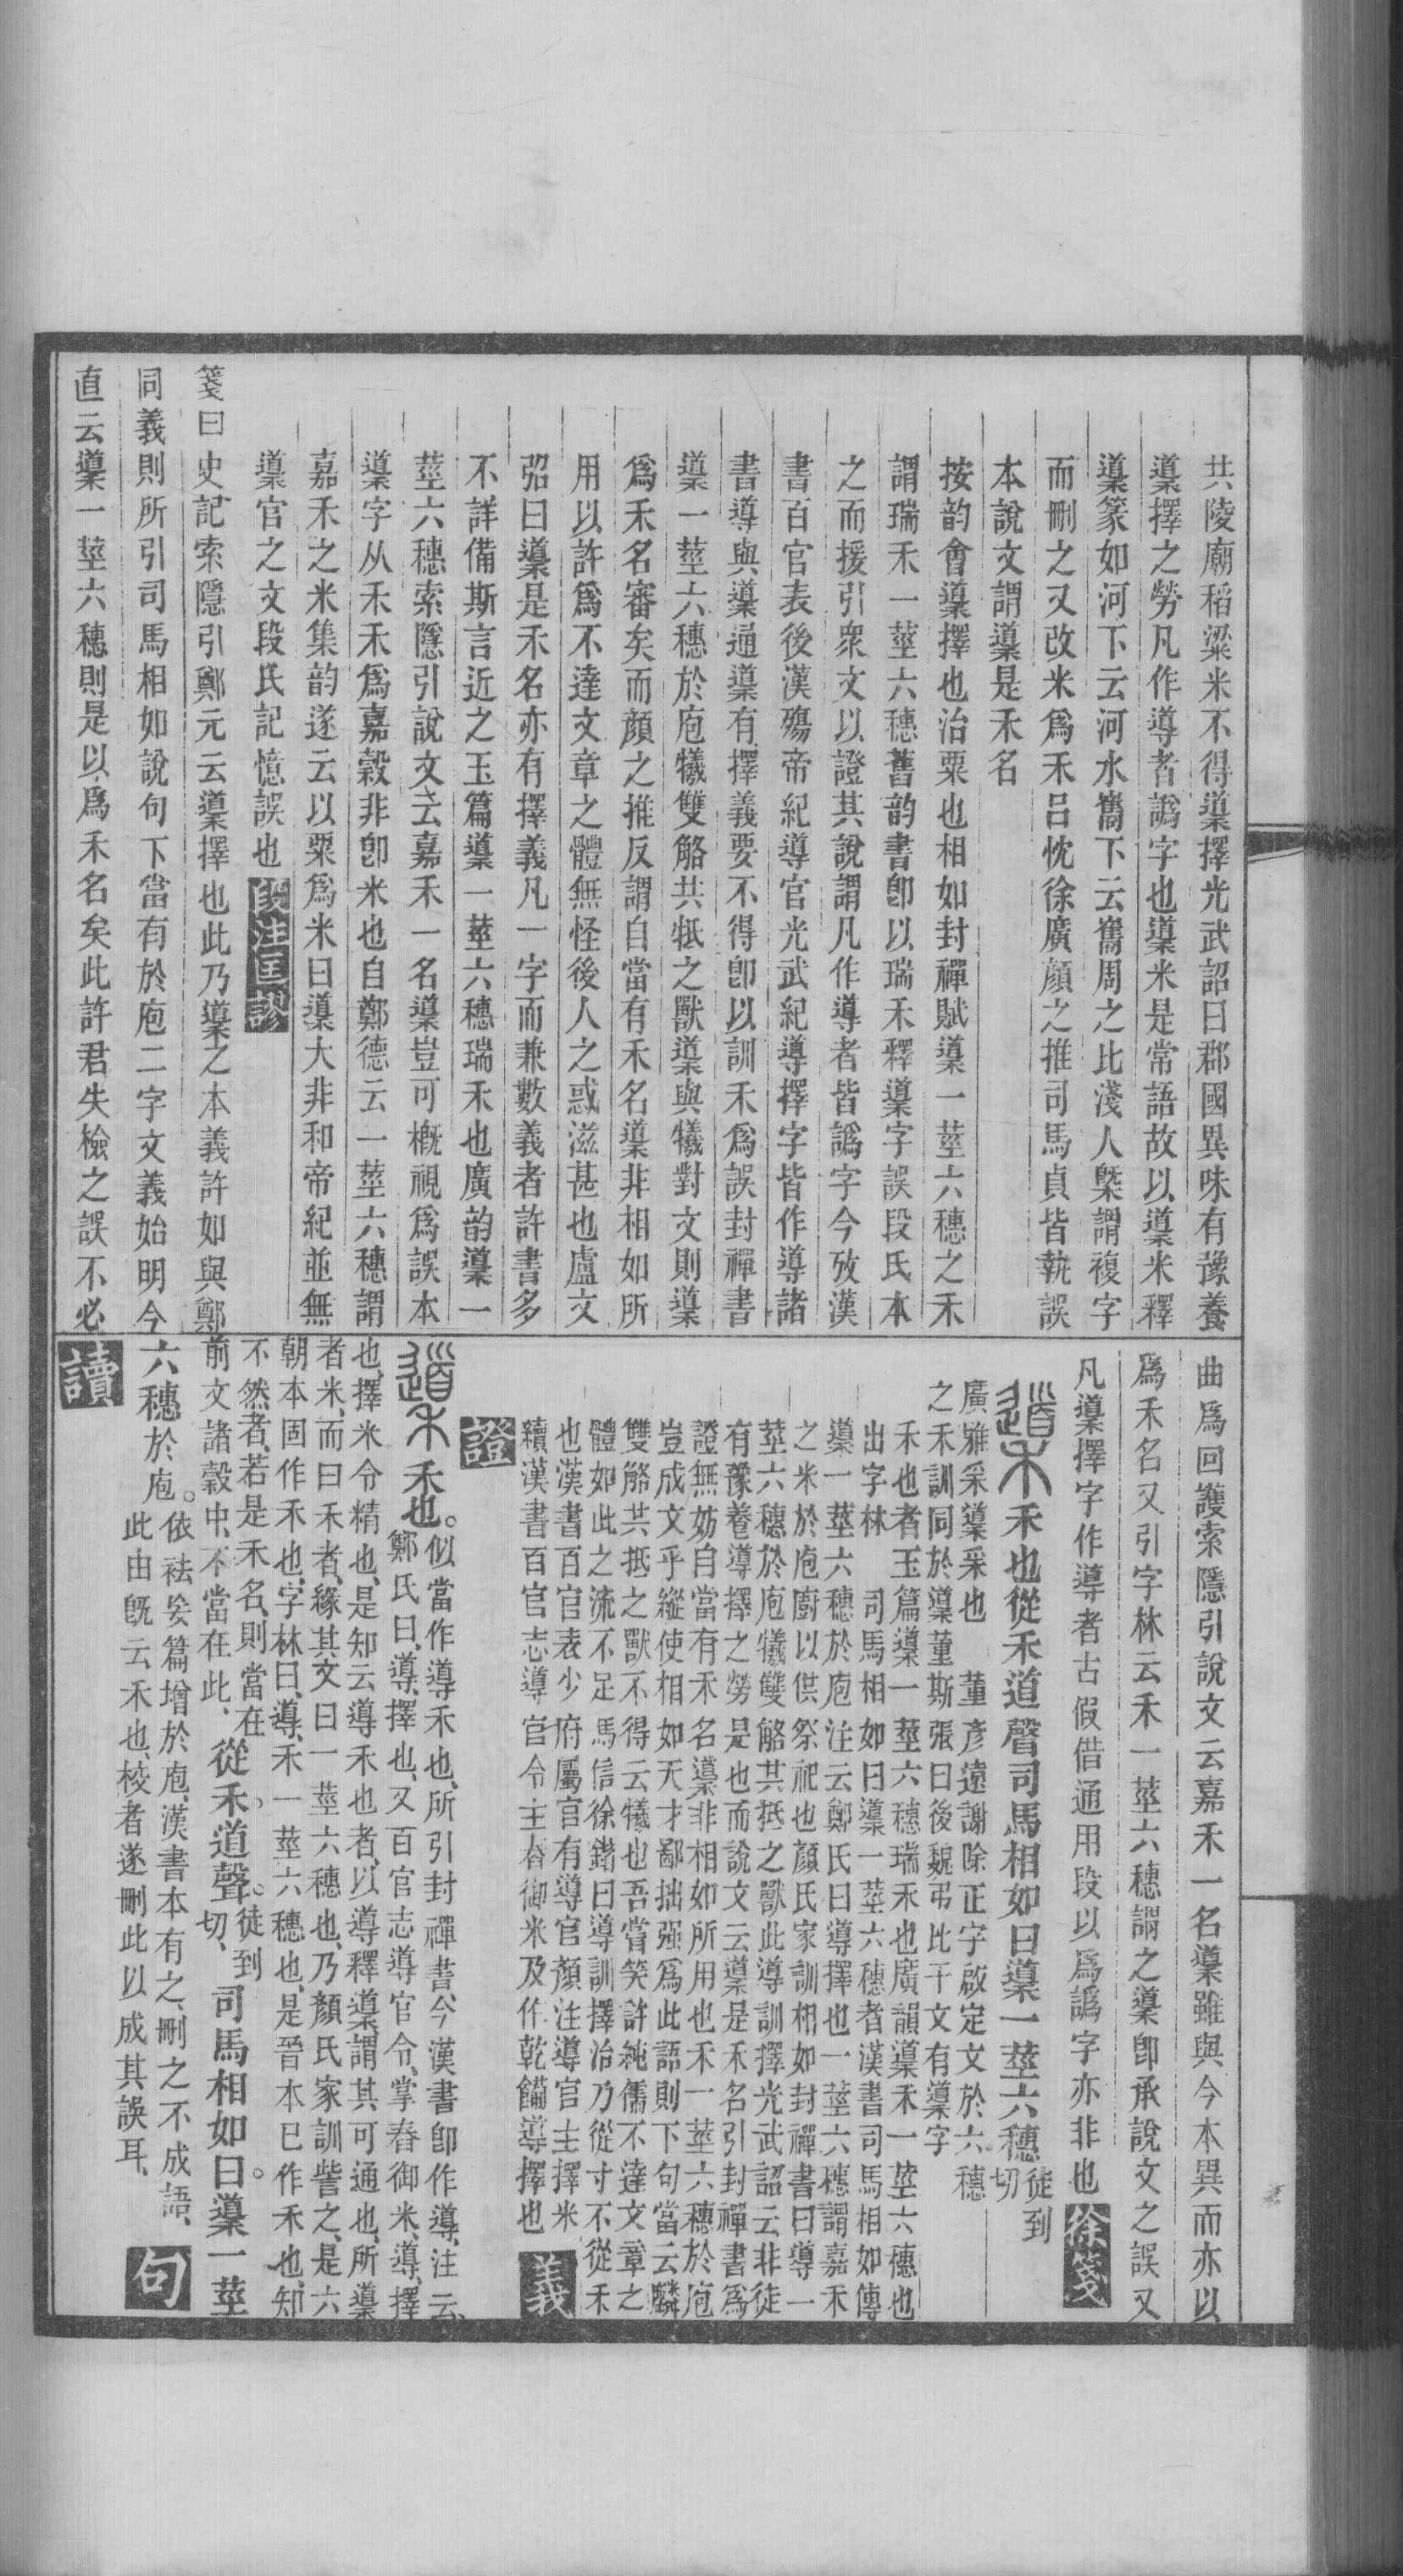 共陵廟稻粱米不得䆃擇光武詔曰郡國異味有豫養
䆃擇之勞凡作導者譌字也䆃米是常語故以䆃米釋
䆃篆如河下云河水巂下云巂周之比淺人槩謂複字
而刪之又改米爲禾呂忱徐廣顏之推司馬貞皆執誤
本說文謂䆃是禾名
按韵會䆃擇也治粟也相如封禪賦䆃一莖六穗之禾
謂瑞禾一莖六穗舊韵書卽以瑞禾釋䆃字誤段氏本
之而援引衆文以證其說謂凡作導者皆譌字今攷漢
書百官表後漢殤帝紀導官光武紀導擇字皆作導諸
書導與䆃通䆃有擇義要不得卽以訓禾爲誤封禪書
䆃一莖六穗於庖犧雙觡共牴之獸䆃與犧對文則䆃
爲禾名審矣而顏之推反謂自當有禾名䆃非相如所
用以許爲不達文章之體無怪後人之惑滋甚也盧文
弨曰䆃是禾名亦有擇義凡一字而兼數義者許書多
不詳備斯言近之玉篇䆃一莖六穗瑞禾也廣韵䆃一
莖六穗索隱引說文云嘉禾一名䆃豈可槪視爲誤本
䆃字从禾禾爲嘉穀非卽米也自鄭德云一莖六穗謂
嘉禾之米集韵遂云以粟爲米曰䆃大非和帝紀並無
䆃官之文段氏記憶誤也 段注匡謬
箋曰史記索隱引鄭元云䆃擇也此乃䆃之本義許如與鄭
同義則所引司馬相如說句下當有於庖二字文義始明今
直云䆃一莖六穗則是以爲禾名矣此許君失檢之誤不必
曲爲回護索隱引說文云嘉禾一名䆃雖與今本異而亦以
爲禾名又引字林云禾一莖六穗謂之䆃卽承說文之誤又
凡䆃擇字作導者古假借通用段以爲譌字亦非也 徐箋
䆃 禾也從禾道聲司馬相如曰䆃一莖六穗 徒到切
廣雅采䆃采也 董彥遠謝除正字啟定文於六穗
之禾訓同於䆃董斯張曰後魏弔比干文有䆃字
禾也者玉篇䆃一莖六穗瑞禾也廣韻䆃禾一莖六穗也
出字林 司馬相如曰䆃一莖六穗者漢書司馬相如傳
䆃一莖六穗於庖注云鄭氏曰導擇也一莖六穗謂嘉禾
之米於庖廚以供祭祀也顏氏家訓相如封禪書曰導一
莖六穗於庖犧雙觡共抵之獸此導訓擇光武詔云非徒
有豫養導擇之勞是也而說文云䆃是禾名引封禪書爲
證無妨自當有禾名䆃非相如所用也禾一莖六穗於庖
豈成文乎縱使相如天才鄙拙强爲此語則下句當云麟
雙觡共抵之獸不得云犧也吾嘗笑許純儒不達文章之
體如此之流不足馮信徐鍇曰導訓擇治乃從寸不從禾
也漢書百官表少府屬官有導官顏注導官主擇米
續漢書百官志導官令主舂御米及作乾糒導擇也 義
證
䆃 禾也。似當作導禾也、所引封禪書、今漢書卽作導、注云、
鄭氏曰、導擇也、又百官志導官令、掌舂御米、導、擇
也、擇米令精也、是知云導禾也者、以導釋䆃、謂其可通也、所䆃
者米、而曰禾者、緣其文曰一莖六穗也、乃顏氏家訓訾之、是六
朝本固作禾也、字林曰、導、禾一莖六穗也、是晉本已作禾也、知
不然者、若是禾名、則當在
前文諸穀中、不當在此、從禾、道聲。徒到切、司馬相如曰。䆃一莖
六穗於庖。依袪妄篇增於庖、漢書本有之、刪之不成語、
此由旣云禾也、校者遂刪此以成其誤耳、 句
讀